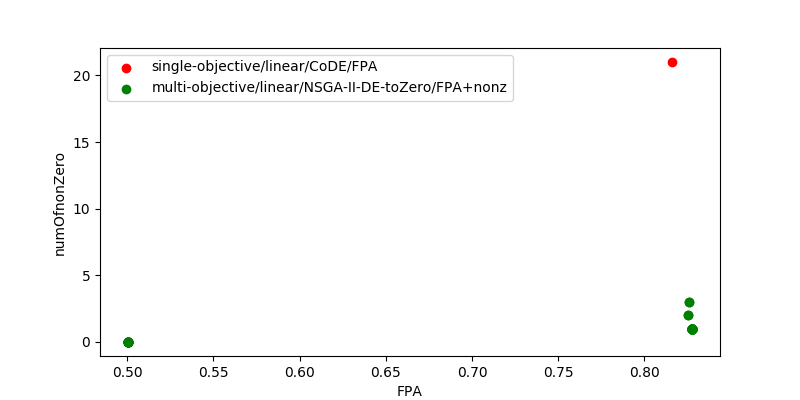 single-objective/linear/CoDE/FPA
multi-objective/linear/NSGA-II-DE-toZero/FPA+nonz
numOfnonZero
20
15
10
5
0
0.50 0.55 0.60 0.65 0.70 0.75 0.80
FPA